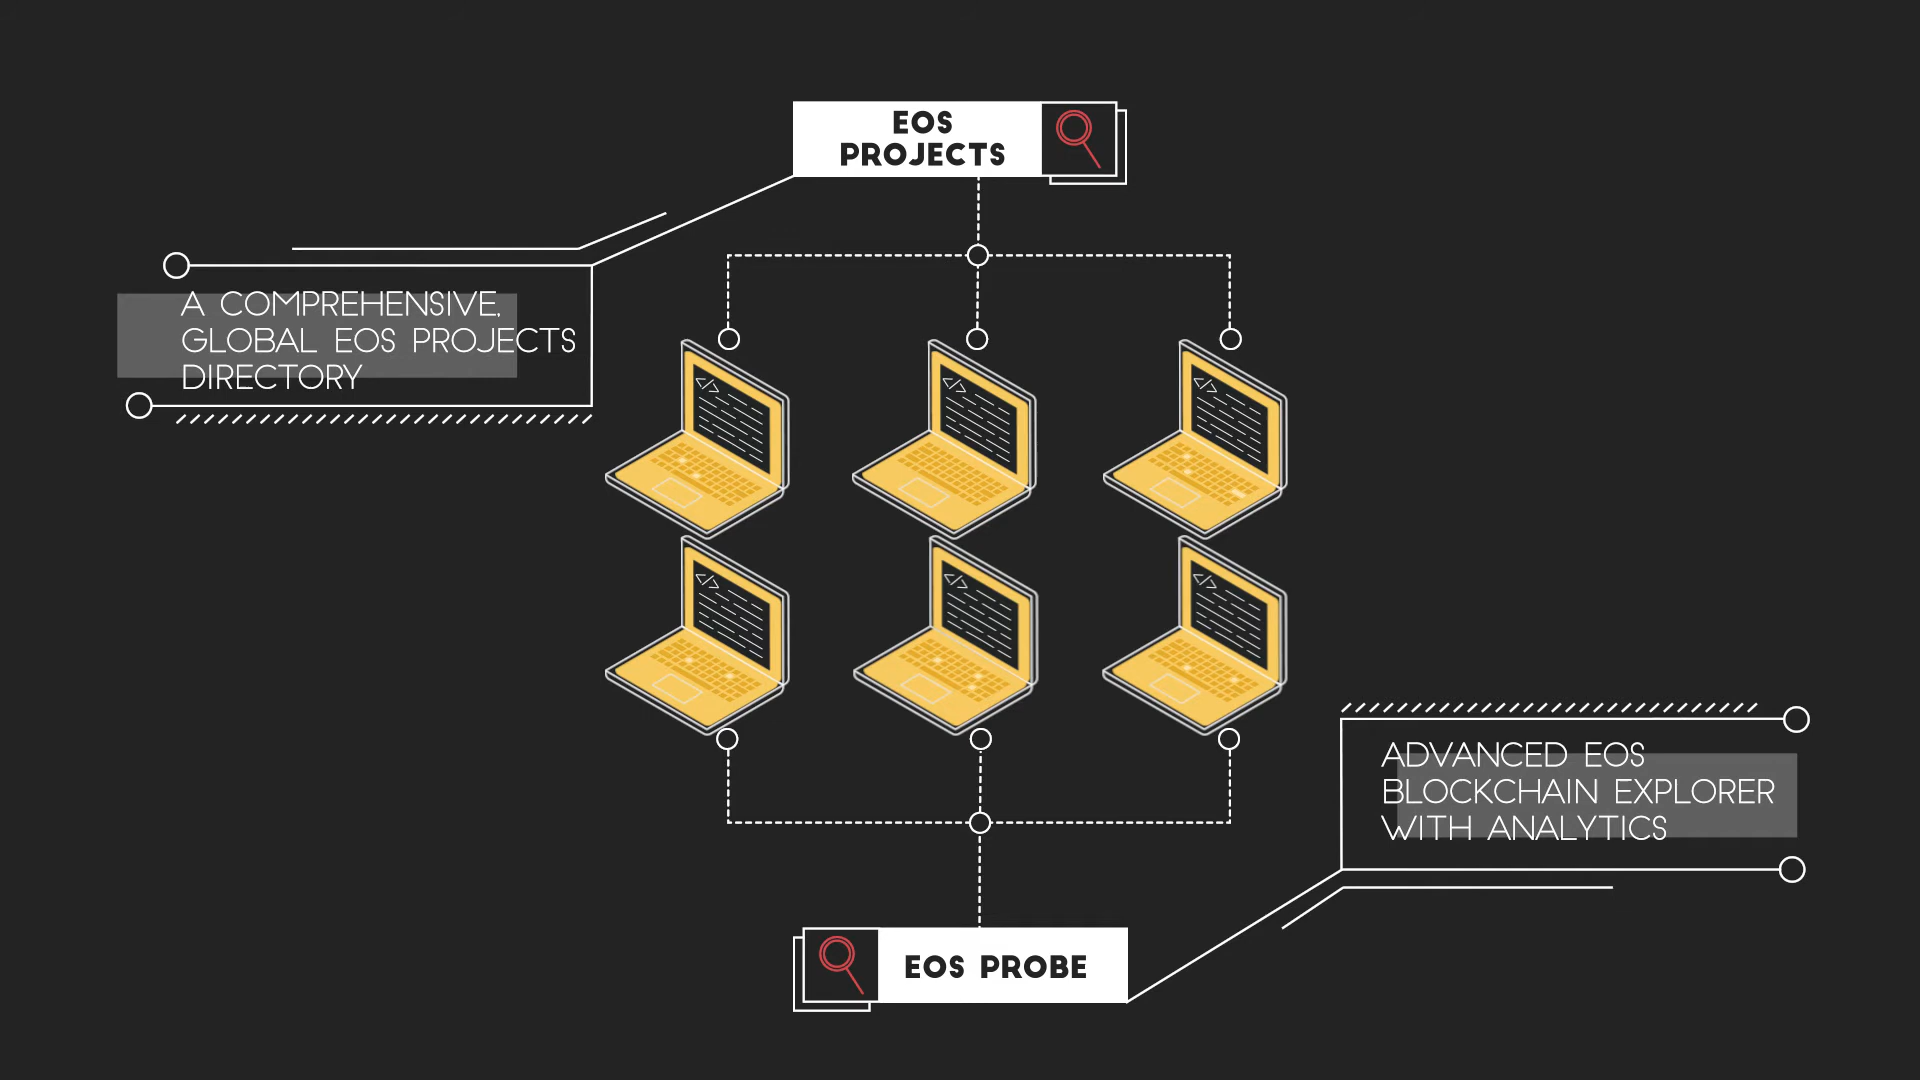 EOS
PROJECTS
A COMPREHENSIVE,
GLOBAL EOS PROJECTS
DIRECTORY
</>
</>
</>
</>
</>
</>
ADVANCED EOS
BLOCKCHAIN EXPLORER
WITH ANALYTICS
EOS PROBE